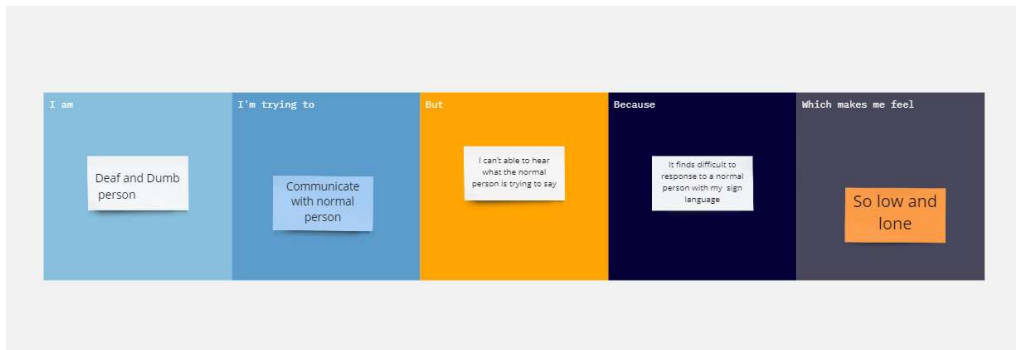 I am
Deaf and Dumb
person
I'm trying to
Communicate
with normal
person
But
I can't able to hear
what the normal
person is trying to say
Because
It finds difficult to
response to a normal
person with my sign
language
Which makes me feel
So low and
lone